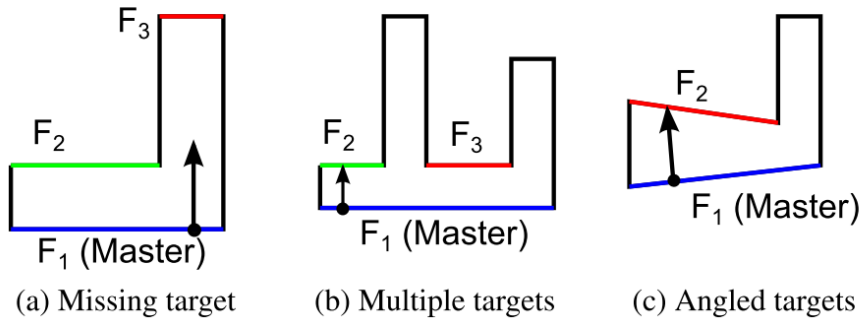 F₃
F₂
F₁ (Master)
(a) Missing target
F₂
F₃
F₁ (Master)
(b) Multiple targets
F₂
F₁ (Master)
(c) Angled targets